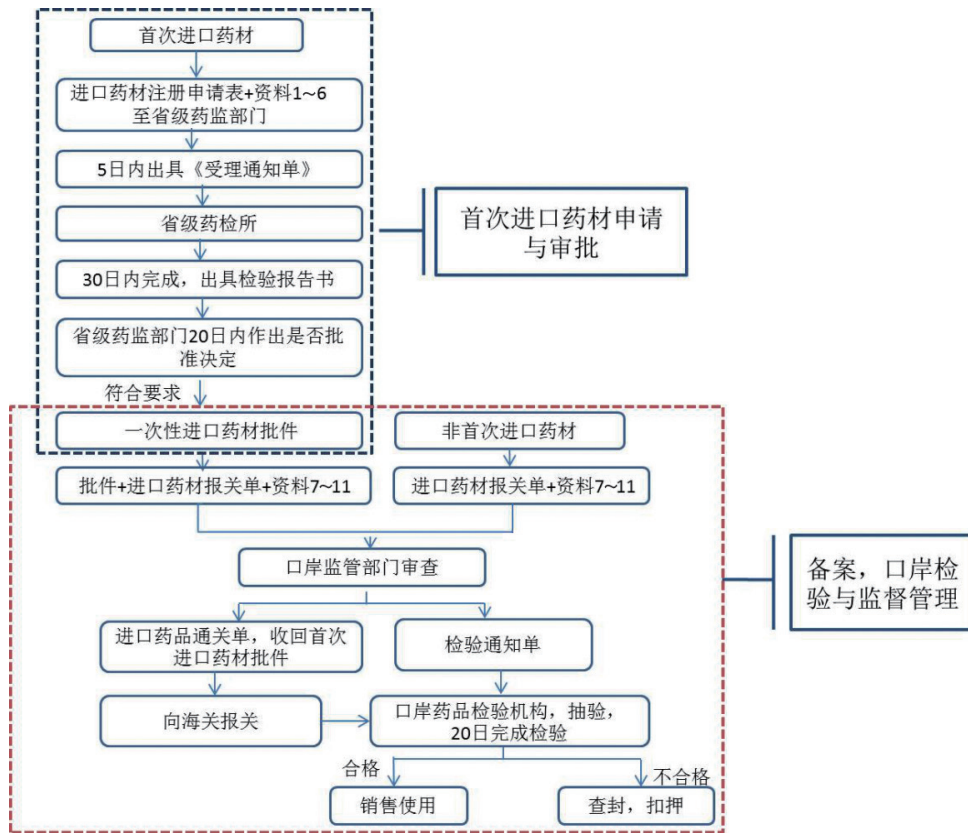 首次进口药材
进口药材注册申请表+资料1~6
至省级药监部门
5日内出具《受理通知单》
省级药检所
30日内完成，出具检验报告书
省级药监部门20日内作出是否批
准决定
符合要求
首次进口药材申请
与审批
一次性进口药材批件
非首次进口药材
批件+进口药材报关单+资料7~11
进口药材报关单+资料7~11
口岸监管部门审查
进口药品通关单，收回首次
进口药材批件
检验通知单
向海关报关
口岸药品检验机构，抽验，
20日完成检验
合格
不合格
销售使用
查封，扣押
备案，口岸检
验与监督管理